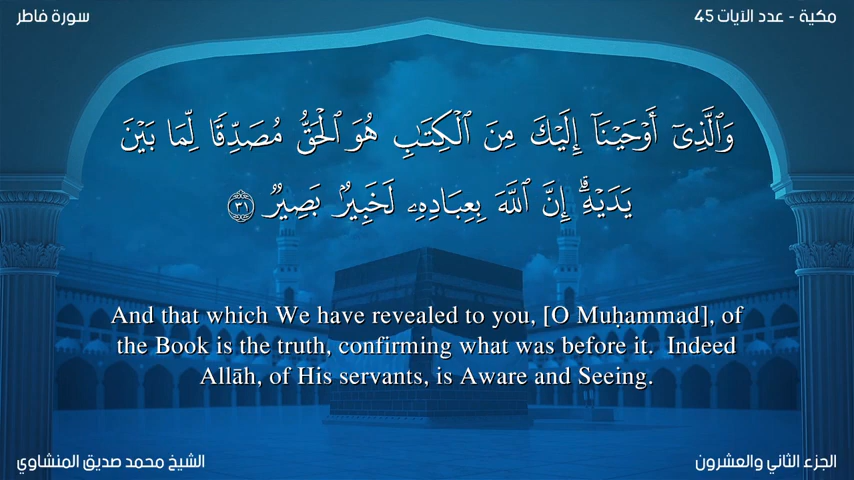 سورة فاطر
مكية - عدد الآيات 45
وَٱلَّذِىٓ أَوْحَيْنَآ إِلَيْكَ مِنَ ٱلْكِتَـٰبِ هُوَ ٱلْحَقُّ مُصَدِّقًا لِّمَا بَيْنَ
يَدَيْهِ ۗ إِنَّ ٱللَّهَ بِعِبَادِهِۦ لَخَبِيرٌۢ بَصِيرٌ ٣١
And that which We have revealed to you, [O Muḥammad], of
the Book is the truth, confirming what was before it.  Indeed
Allāh, of His servants, is Aware and Seeing.
الشيخ محمد صديق المنشاوي
الجزء الثاني والعشرون